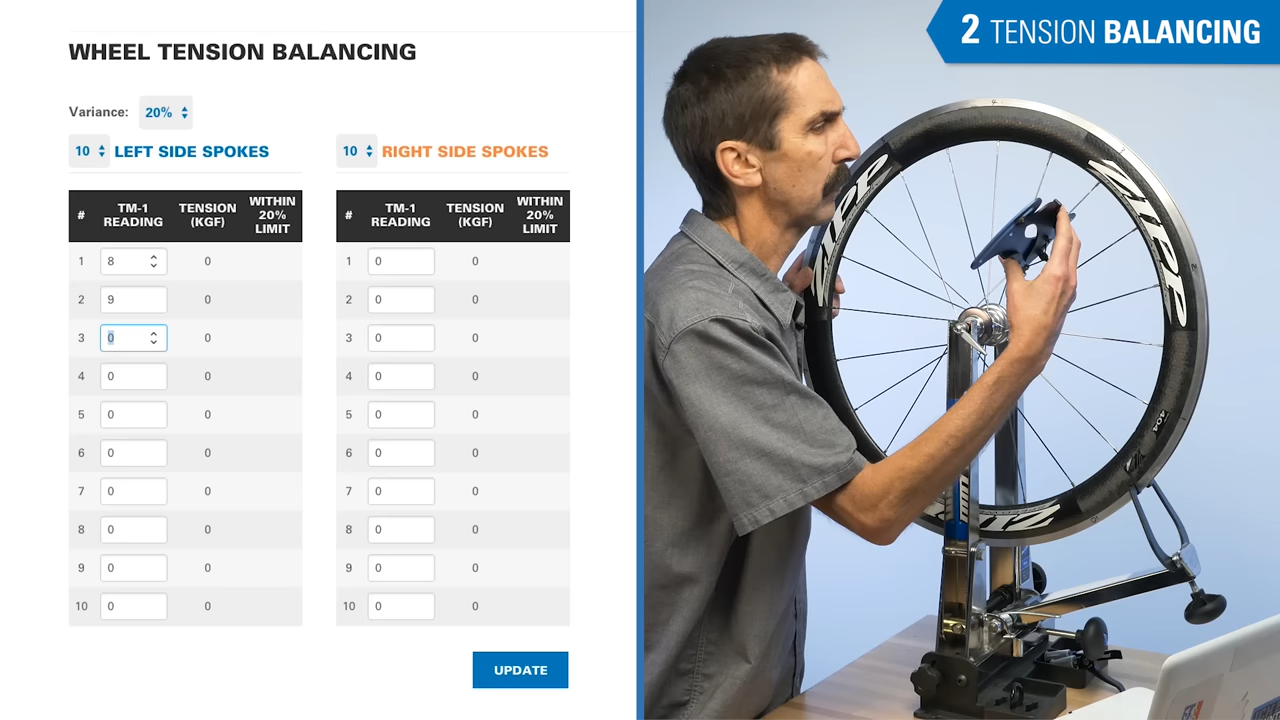 WHEEL TENSION BALANCING
Variance: 20%
10 LEFT SIDE SPOKES
# TM-1 READING TENSION (KGF) WITHIN 20% LIMIT
1 8 0
2 9 0
3 0 0
4 0 0
5 0 0
6 0 0
7 0 0
8 0 0
9 0 0
10 0 0
10 RIGHT SIDE SPOKES
# TM-1 READING TENSION (KGF) WITHIN 20% LIMIT
1 0 0
2 0 0
3 0 0
4 0 0
5 0 0
6 0 0
7 0 0
8 0 0
9 0 0
10 0 0
UPDATE
2 TENSION BALANCING
ZIPP
ZIPP
ZIPP
404